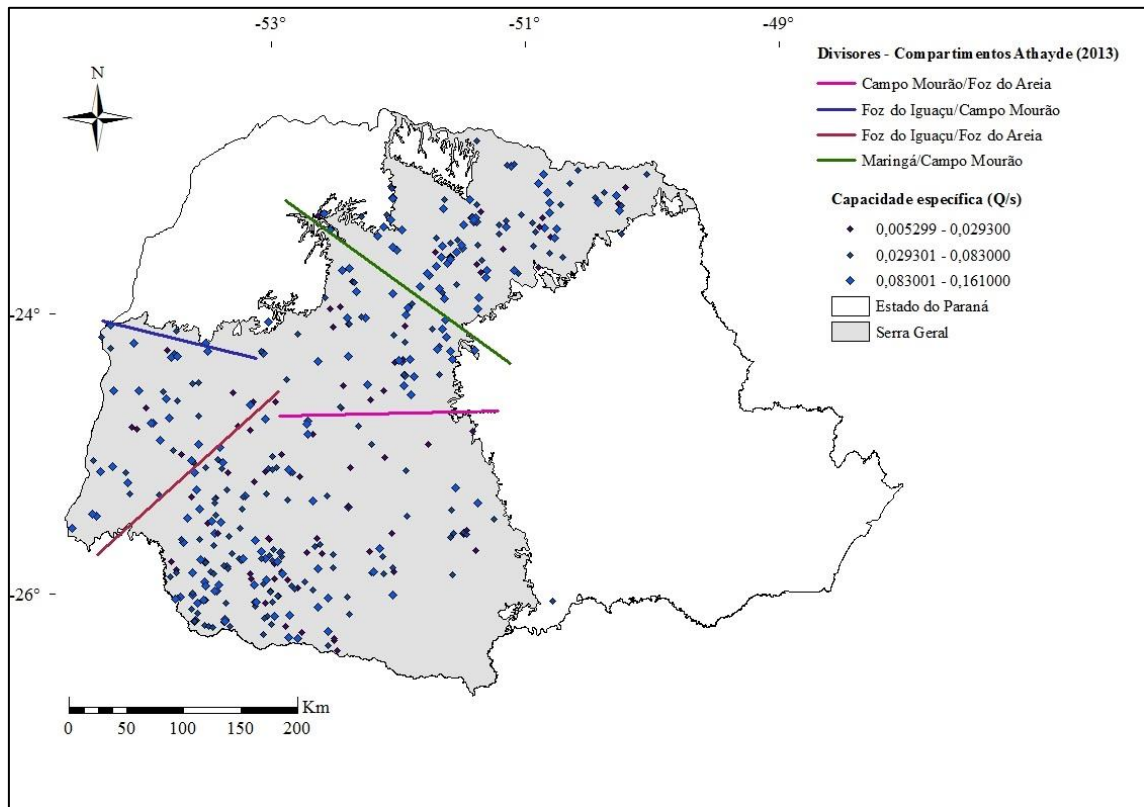 -53° -51° -49°
N
Divisores - Compartimentos Athayde (2013)
Campo Mourão/Foz do Areia
Foz do Iguaçu/Campo Mourão
Foz do Iguaçu/Foz do Areia
Maringá/Campo Mourão
Capacidade específica (Q/s)
0,005299 - 0,029300
0,029301 - 0,083000
0,083001 - 0,161000
Estado do Paraná
Serra Geral
-24°
-26°
Km
0 50 100 150 200